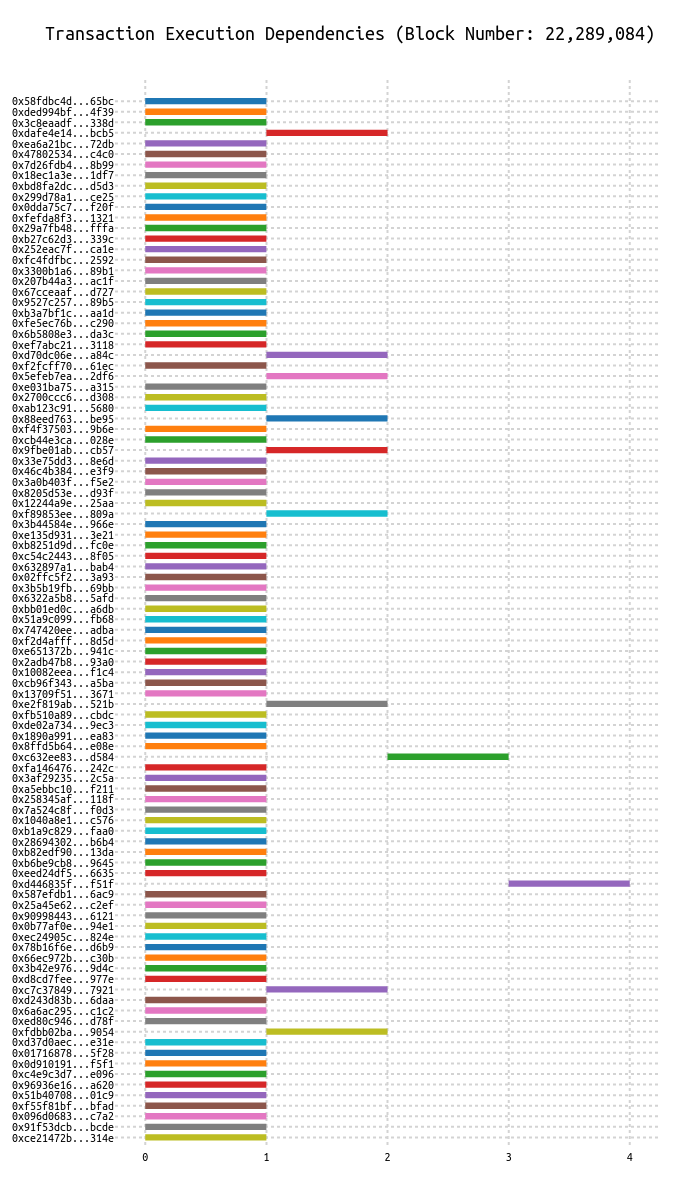 Transaction Execution Dependencies (Block Number: 22,289,084)
0x58fdbc4d...65bc
0xded994bf...4f39
0x3c8eaadf...338d
0xdafe4e14...bcb5
0xea6a21bc...72db
0x47802534...c4c0
0x7d26fdb4...8b99
0x18ec1a3e...1df7
0xbd8fa2dc...d5d3
0x299d78a1...ce25
0x0dda75c7...f20f
0xfefda8f3...1321
0x29a7fb48...fffa
0xb27c62d3...339c
0x252eac7f...ca1e
0xfc4fdfbc...2592
0x3300b1a6...89b1
0x207b44a3...ac1f
0x67cceaaf...d727
0x9527c257...89b5
0xb3a7bf1c...aa1d
0xfe5ec76b...c290
0x6b5808e3...da3c
0xef7abc21...3118
0xd70dc06e...a84c
0xf2fcff70...61ec
0x5efeb7ea...2df6
0xe031ba75...a315
0x2700ccc6...d308
0xab123c91...5680
0x88eed763...be95
0xf4f37503...9b6e
0xcb44e3ca...028e
0x9fbe01ab...cb57
0x33e75dd3...8e6d
0x46c4b384...e3f9
0x3a0b403f...f5e2
0x8205d53e...d93f
0x12244a9e...25aa
0xf89853ee...809a
0x3b44584e...966e
0xe135d931...3e21
0xb8251d9d...fc0e
0xc54c2443...8f05
0x632897a1...bab4
0x02ffc5f2...3a93
0x3b5b19fb...69bb
0x6322a5b8...5afd
0xbb01ed0c...a6db
0x51a9c099...fb68
0x747420ee...adba
0xf2d4afff...8d5d
0xe651372b...941c
0x2adb47b8...93a0
0x10082eea...f1c4
0xcb96f343...a5ba
0x13709f51...3671
0xe2f819ab...521b
0xfb510a89...cbdc
0xde02a734...9ec3
0x1890a991...ea83
0x8ffd5b64...e08e
0xc632ee83...d584
0xfa146476...242c
0x3af29235...2c5a
0xa5ebbc10...f211
0x258345af...118f
0x7a524c8f...f0d3
0x1040a8e1...c576
0xb1a9c829...faa0
0x28694302...b6b4
0xb82edf90...13da
0xb6be9cb8...9645
0xeed24df5...6635
0xd446835f...f51f
0x587efdb1...6ac9
0x25a45e62...c2ef
0x90998443...6121
0x0b77af0e...94e1
0xec24905c...824e
0x78b16f6e...d6b9
0x66ec972b...c30b
0x3b42e976...9d4c
0xd8cd7fee...977e
0xc7c37849...7921
0xd243d83b...6daa
0x6a6ac295...c1c2
0xed80c946...d78f
0xfdbb02ba...9054
0xd37d0aec...e31e
0x01716878...5f28
0x0d910191...f5f1
0xc4e9c3d7...e096
0x96936e16...a620
0x51b40708...01c9
0xf55f81bf...bfad
0x096d0683...c7a2
0x91f53dcb...bcde
0xce21472b...314e
0 1 2 3 4